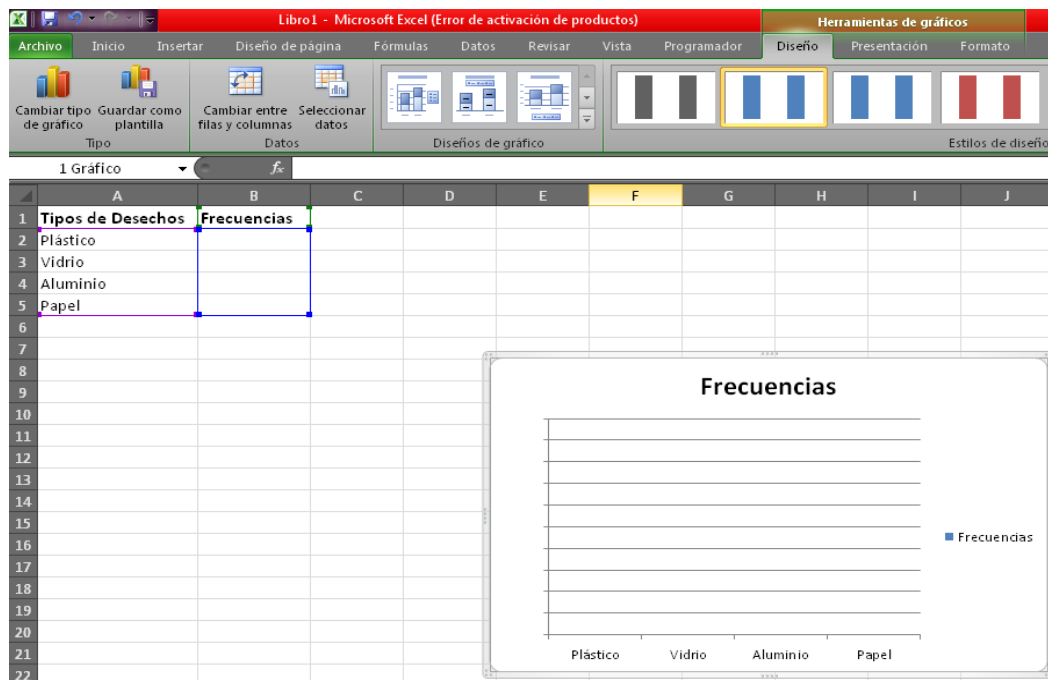 Libro1 - Microsoft Excel (Error de activación de productos)
Herramientas de gráficos
Archivo Inicio Insertar Diseño de página Fórmulas Datos Revisar Vista Programador Diseño Presentación Formato
Cambiar tipo de gráfico Guardar como plantilla Cambiar entre filas y columnas Seleccionar datos
Tipo Datos Diseños de gráfico Estilos de diseño
1 Gráfico fx
A B C D E F G H I J
1 Tipos de Desechos Frecuencias
2 Plástico
3 Vidrio
4 Aluminio
5 Papel
6
7
8
9
10
11
12
13
14
15
16
17
18
19
20
21
22
Frecuencias
Frecuencias
Plástico Vidrio Aluminio Papel